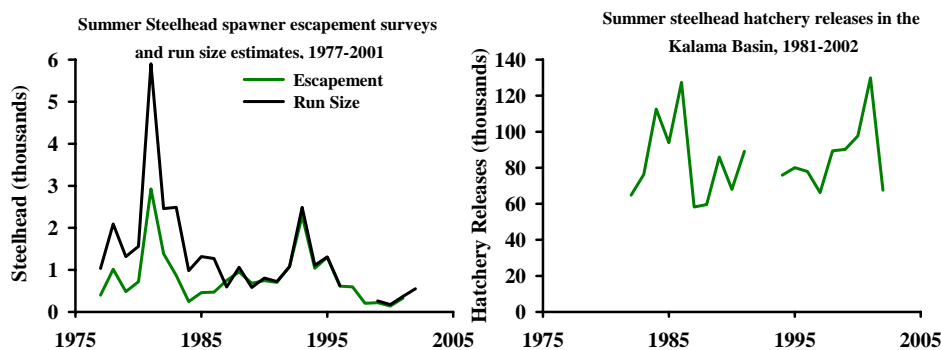 Summer Steelhead spawner escapement surveys
and run size estimates, 1977-2001
Steelhead (thousands)
6
5
4
3
2
1
0
Escapement
Run Size
1975
1985
1995
2005
Summer steelhead hatchery releases in the
Kalama Basin, 1981-2002
Hatchery Releases (thousands)
140
120
100
80
60
40
20
0
1975
1985
1995
2005